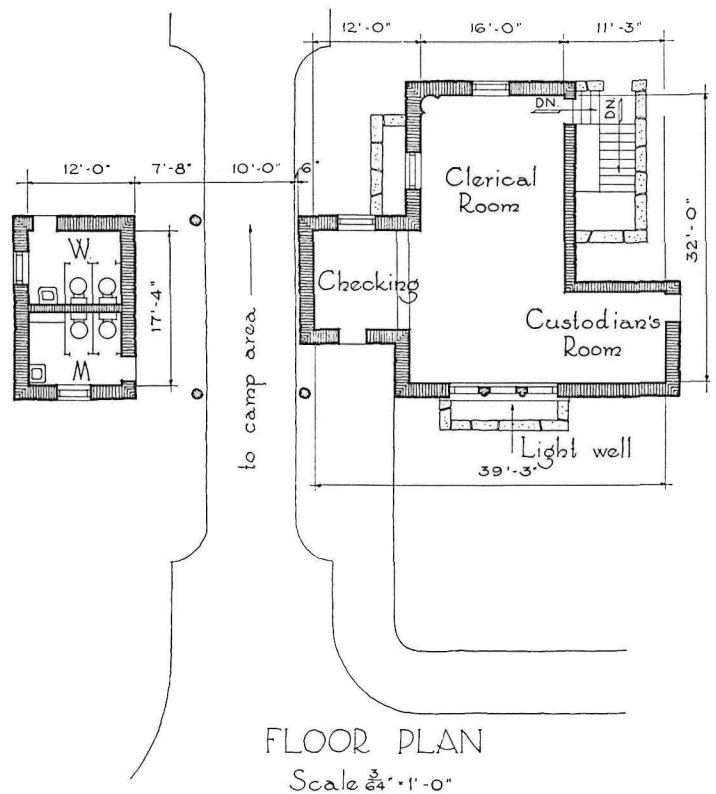 12'-0" 16'-0" 11'-3"
DN.
DN.
12'-0" 7'-8" 10'-0" 6"
Clerical
Room
32'-0"
W.
Checking
17'-4"
Custodian's
Room
M
to camp area
Light well
39'-3"
FLOOR PLAN
Scale 3/64" = 1'-0"